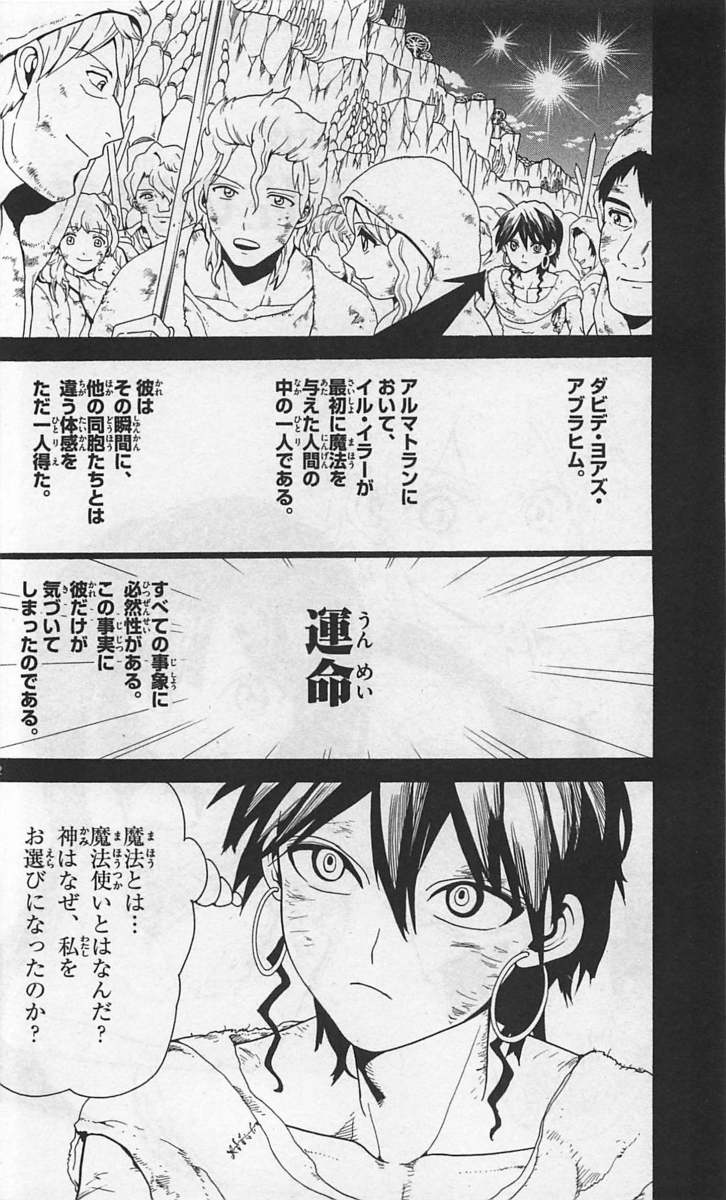 ダビデ・ヨアズ・
アブラヒム。
アルマトランに
おいて、
イル・イラーが
最初に魔法を
与えた人間の
中の一人である。
彼は
その瞬間に、
他の同胞たちとは
違う体感を
ただ一人得た。
運命
すべての事象に
必然性がある。
この事実に
彼だけが
気づいて
しまったのである。
魔法とは…
魔法使いとはなんだ?
神はなぜ、私を
お選びになったのか?